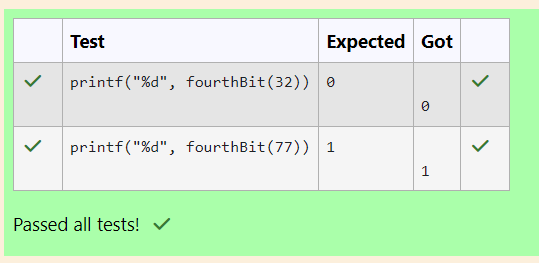 Test Expected Got
printf("%d", fourthBit(32)) 0
0
printf("%d", fourthBit(77)) 1
1
Passed all tests!